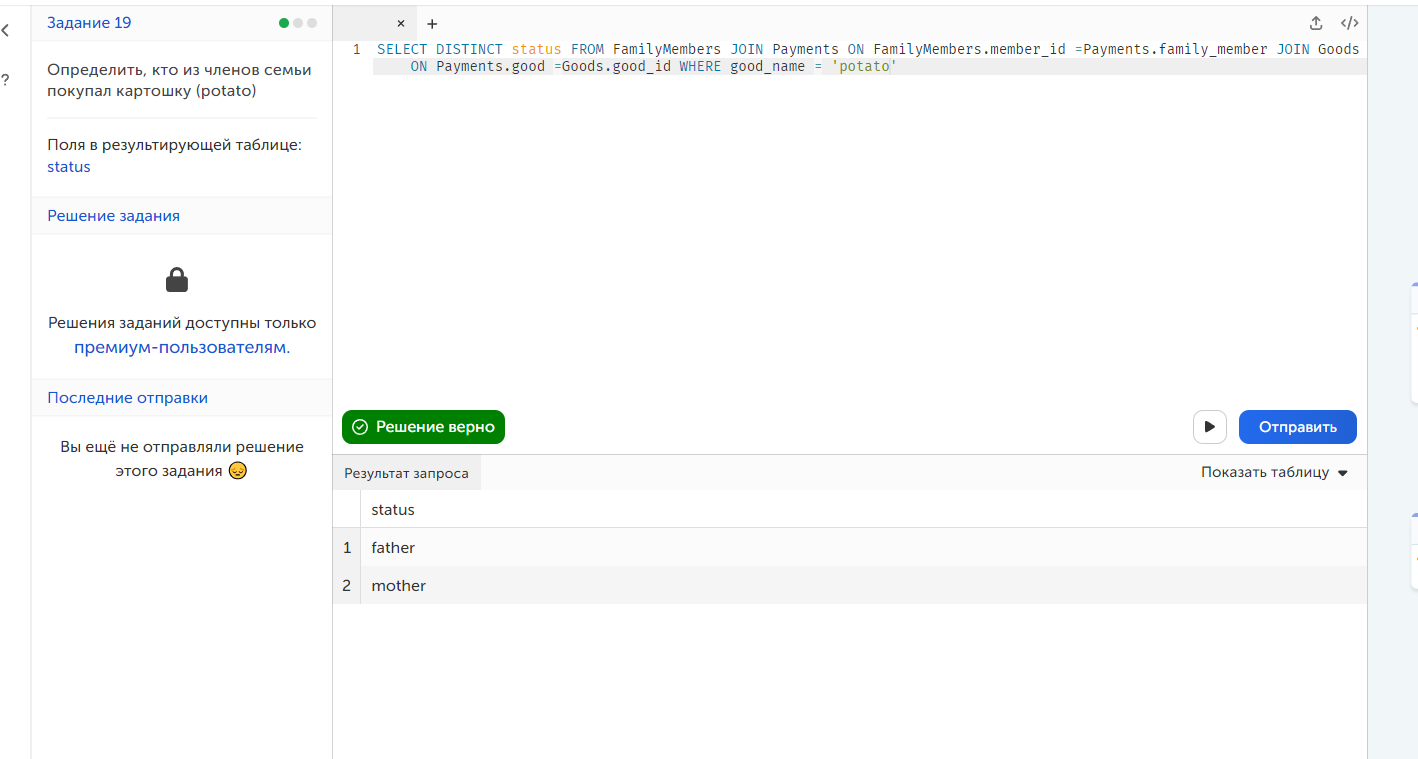 Задание 19
Определить, кто из членов семьи
покупал картошку (potato)
Поля в результирующей таблице:
status
Решение задания
Решения заданий доступны только
премиум-пользователям.
Последние отправки
Вы ещё не отправляли решение
этого задания 😔
1 SELECT DISTINCT status FROM FamilyMembers JOIN Payments ON FamilyMembers.member_id =Payments.family_member JOIN Goods
ON Payments.good =Goods.good_id WHERE good_name = 'potato'
Решение верно
Отправить
Результат запроса
Показать таблицу
status
1 father
2 mother